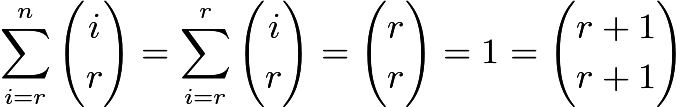 \sum_{i=r}^{n} \binom{i}{r} = \sum_{i=r}^{r} \binom{i}{r} = \binom{r}{r} = 1 = \binom{r+1}{r+1}